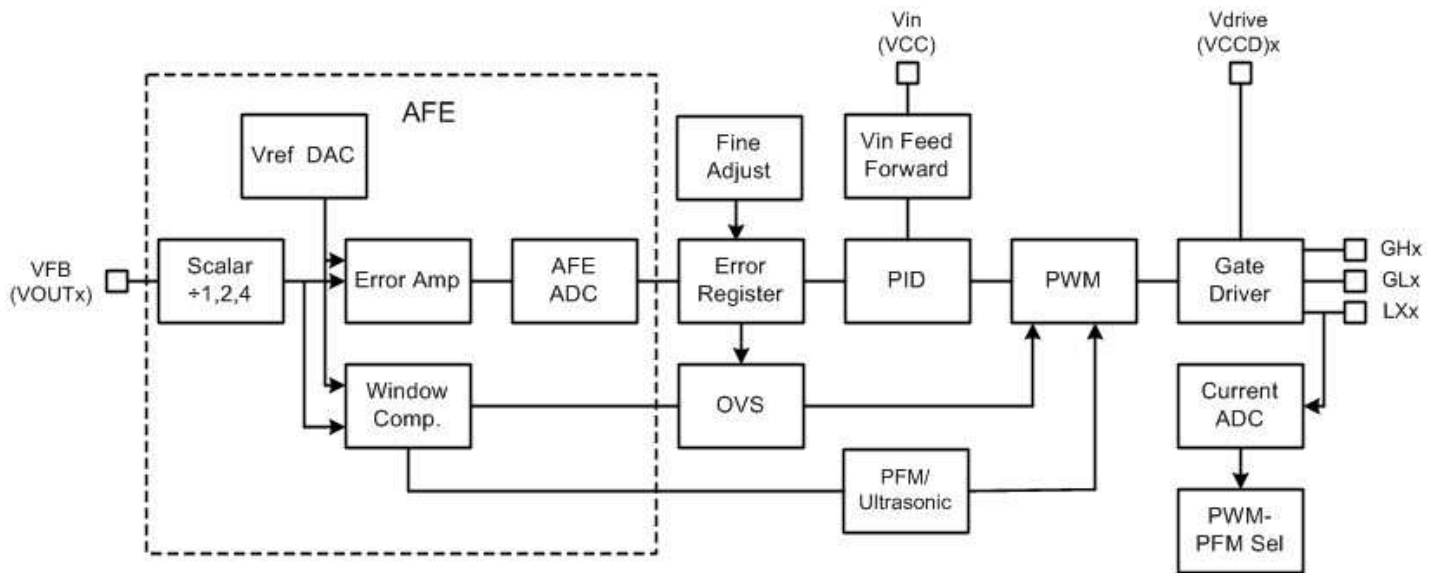 Vin
(VCC)
Vdrive
(VCCD)x
AFE
Vref DAC
Fine
Adjust
Vin Feed
Forward
VFB
(VOUTx)
Scalar
÷1,2,4
Error Amp
AFE
ADC
Error
Register
PID
PWM
Gate
Driver
GHx
GLx
LXx
Window
Comp.
OVS
Current
ADC
PFM/
Ultrasonic
PWM-
PFM Sel